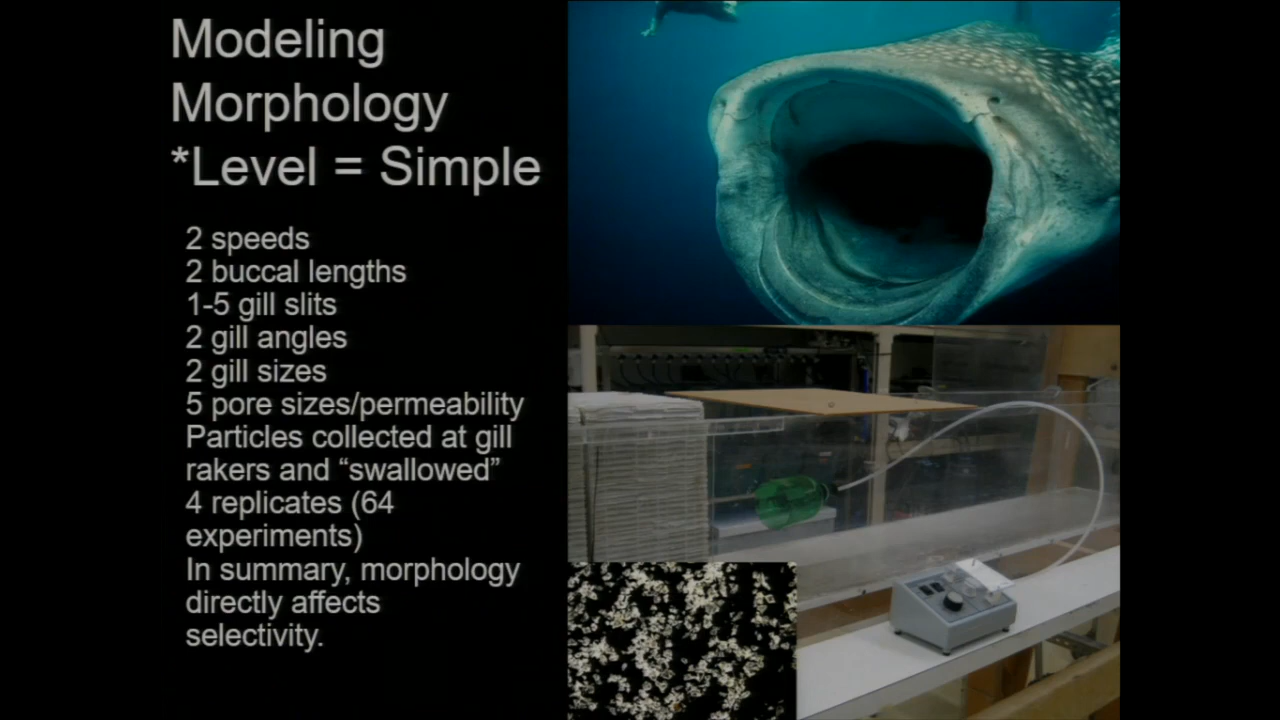 Modeling
Morphology
*Level = Simple
2 speeds
2 buccal lengths
1-5 gill slits
2 gill angles
2 gill sizes
5 pore sizes/permeability
Particles collected at gill
rakers and “swallowed”
4 replicates (64
experiments)
In summary, morphology
directly affects
selectivity.